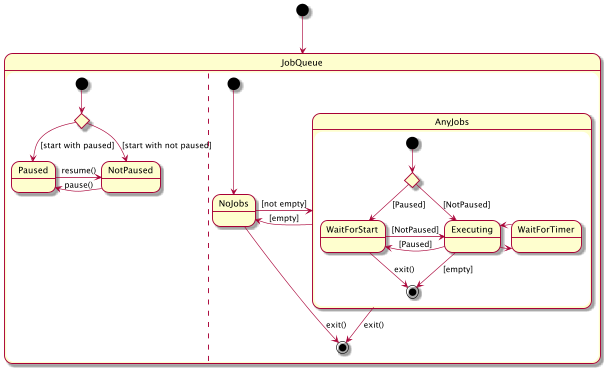 JobQueue
[start with paused]
[start with not paused]
Paused
resume()
NotPaused
pause()
NoJobs
[not empty]
[empty]
AnyJobs
[Paused]
[NotPaused]
WaitForStart
[NotPaused]
Executing
WaitForTimer
[Paused]
exit()
[empty]
exit()
exit()